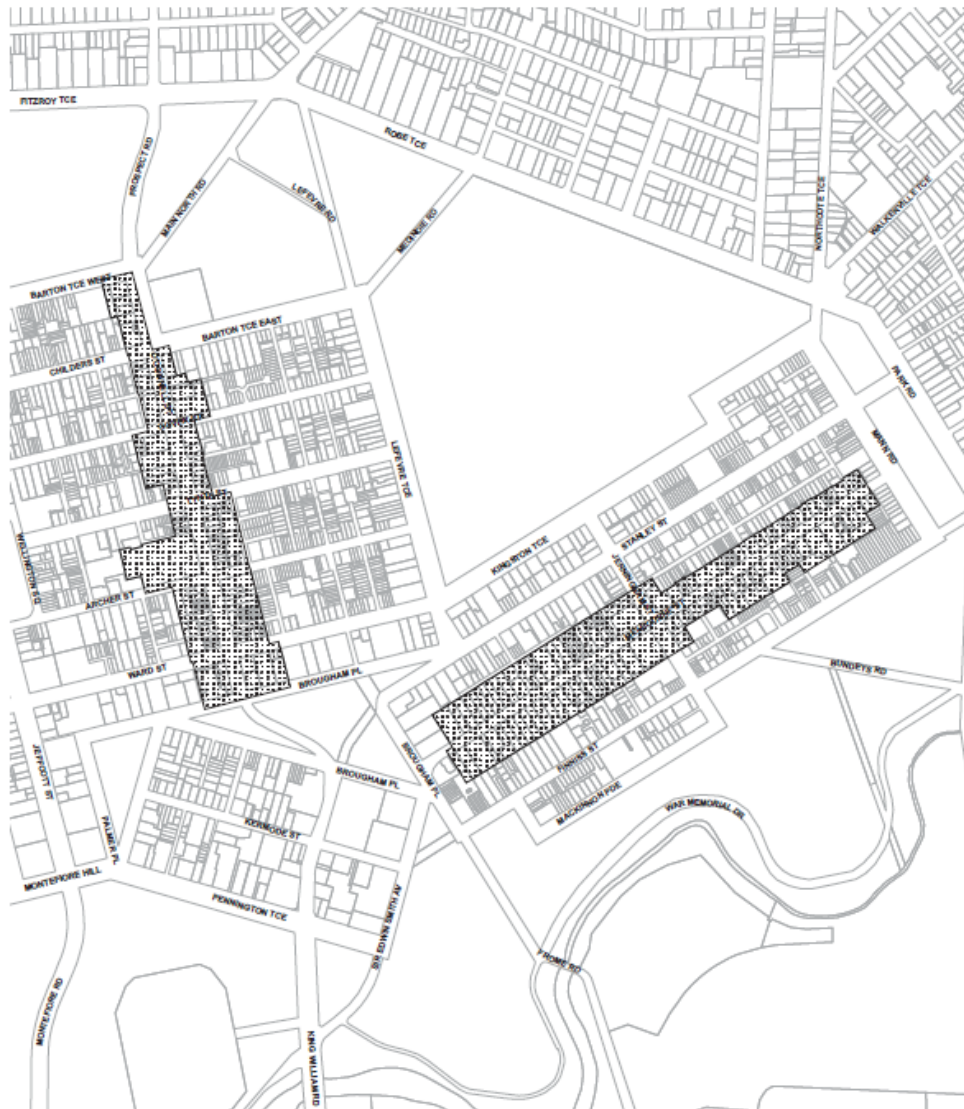 FITZROY TCE
PROSPECT RD
MAIN NORTH RD
LEFEVRE RD
ROBE TCE
MEDINDIE RD
NORTHCOTE TCE
WALKERVILLE TCE
BARTON TCE WEST
BARTON TCE EAST
CHILDERS ST
PARK RD
MANN RD
LEFEVRE TCE
WELLINGTON SQ
STANLEY ST
KINGSTON TCE
ARCHER ST
WARD ST
BROUGHAM PL
BUNDEYS RD
JEFFCOTT ST
BROUGHAM PL
BROUGHAM PL
FINNISS ST
MACKINNON PDE
WAR MEMORIAL DR
PALMER PL
KERMODE ST
MONTEFIORE HILL
PENNINGTON TCE
SIR EDWIN SMITH AV
FROME RD
MONTEFIORE RD
KING WILLIAM RD